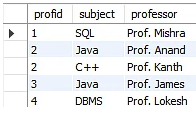 profid subject professor
1 SQL Prof. Mishra
2 Java Prof. Anand
2 C++ Prof. Kanth
3 Java Prof. James
4 DBMS Prof. Lokesh